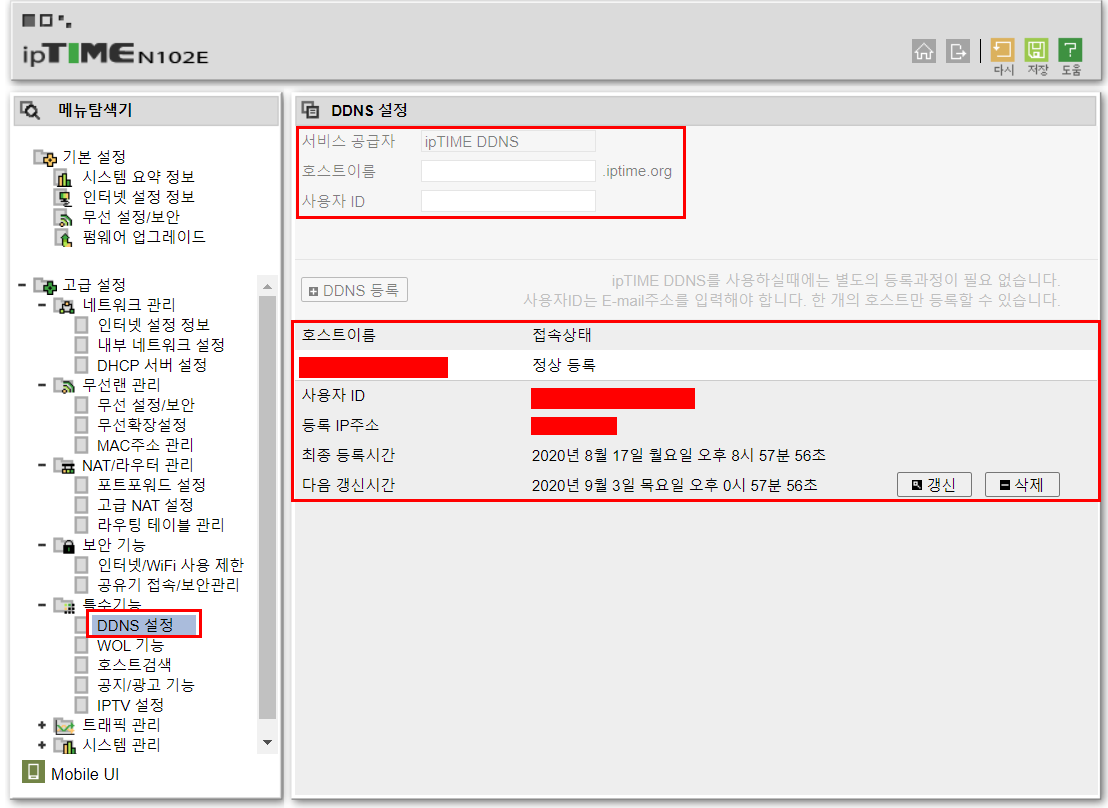 ipTIME N102E
다시 저장 도움
메뉴탐색기
기본 설정
시스템 요약 정보
인터넷 설정 정보
무선 설정/보안
펌웨어 업그레이드
고급 설정
네트워크 관리
인터넷 설정 정보
내부 네트워크 설정
DHCP 서버 설정
무선랜 관리
무선 설정/보안
무선확장설정
MAC주소 관리
NAT/라우터 관리
포트포워드 설정
고급 NAT 설정
라우팅 테이블 관리
보안 기능
인터넷/WiFi 사용 제한
공유기 접속/보안관리
특수기능
DDNS 설정
WOL 기능
호스트검색
공지/광고 기능
IPTV 설정
트래픽 관리
시스템 관리
Mobile UI
DDNS 설정
서비스 공급자 ipTIME DDNS
호스트이름 .iptime.org
사용자 ID
DDNS 등록
ipTIME DDNS를 사용하실때에는 별도의 등록과정이 필요 없습니다.
사용자ID는 E-mail주소를 입력해야 합니다. 한 개의 호스트만 등록할 수 있습니다.
호스트이름 접속상태
정상 등록
사용자 ID
등록 IP주소
최종 등록시간 2020년 8월 17일 월요일 오후 8시 57분 56초
다음 갱신시간 2020년 9월 3일 목요일 오후 0시 57분 56초 갱신 삭제